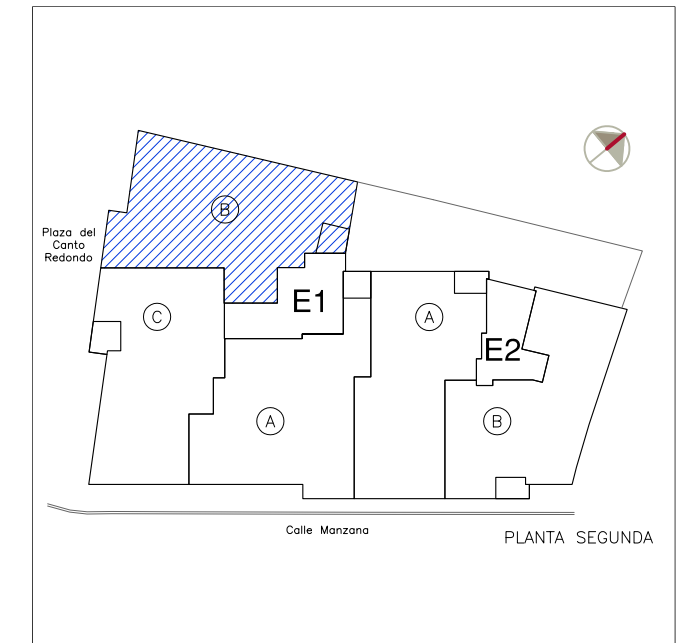 B
Plaza del
Canto
Redondo
E1
C
A
E2
A
B
Calle Manzana
PLANTA SEGUNDA